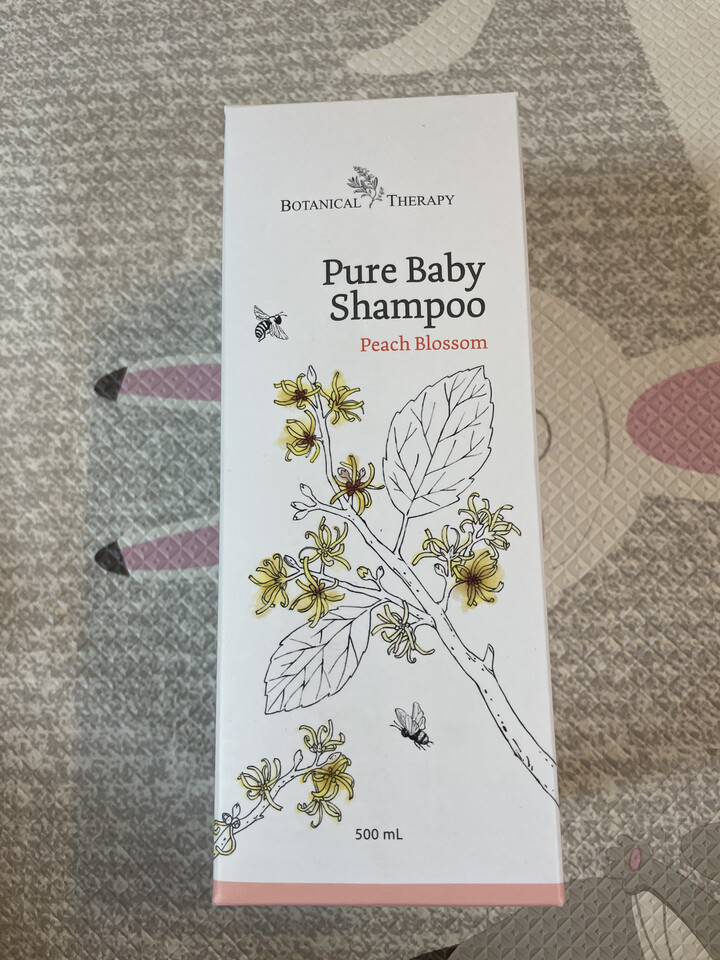 BOTANICAL THERAPY
Pure Baby
Shampoo
Peach Blossom
500 mL